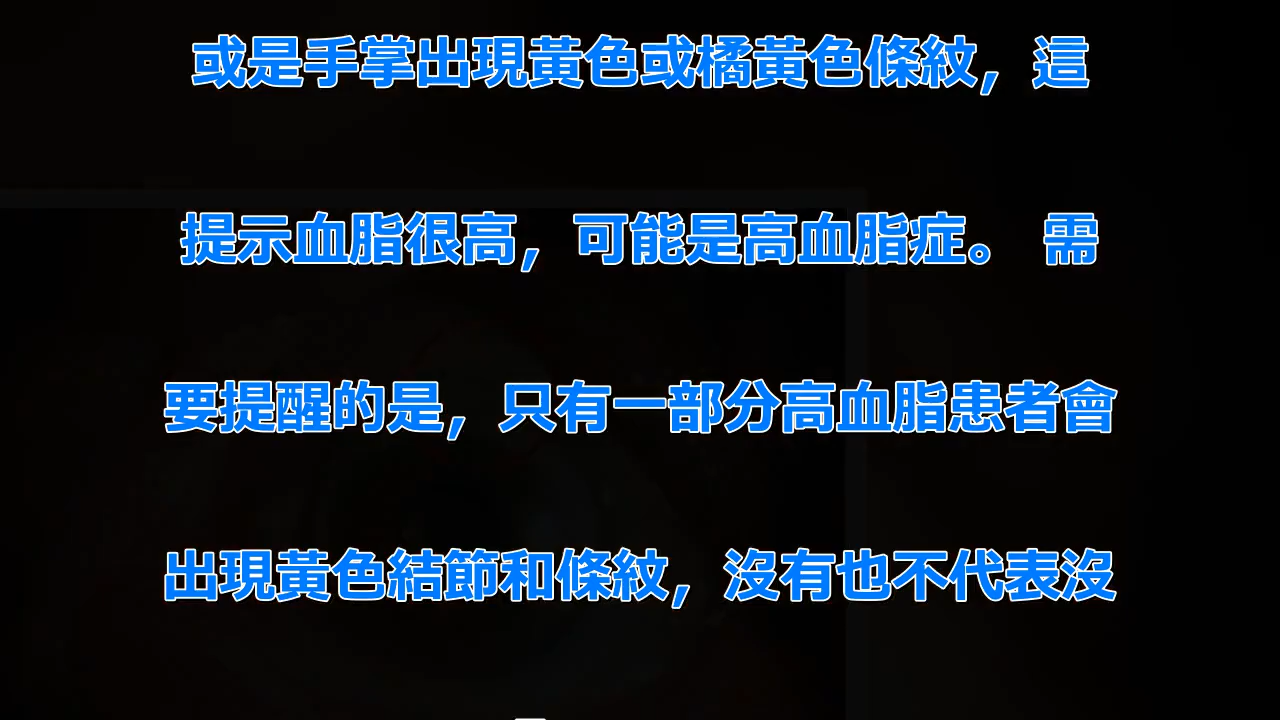 或是手掌出現黃色或橘黃色條紋，這
提示血脂很高，可能是高血脂症。 需
要提醒的是，只有一部分高血脂患者會
出現黃色結節和條紋，沒有也不代表沒